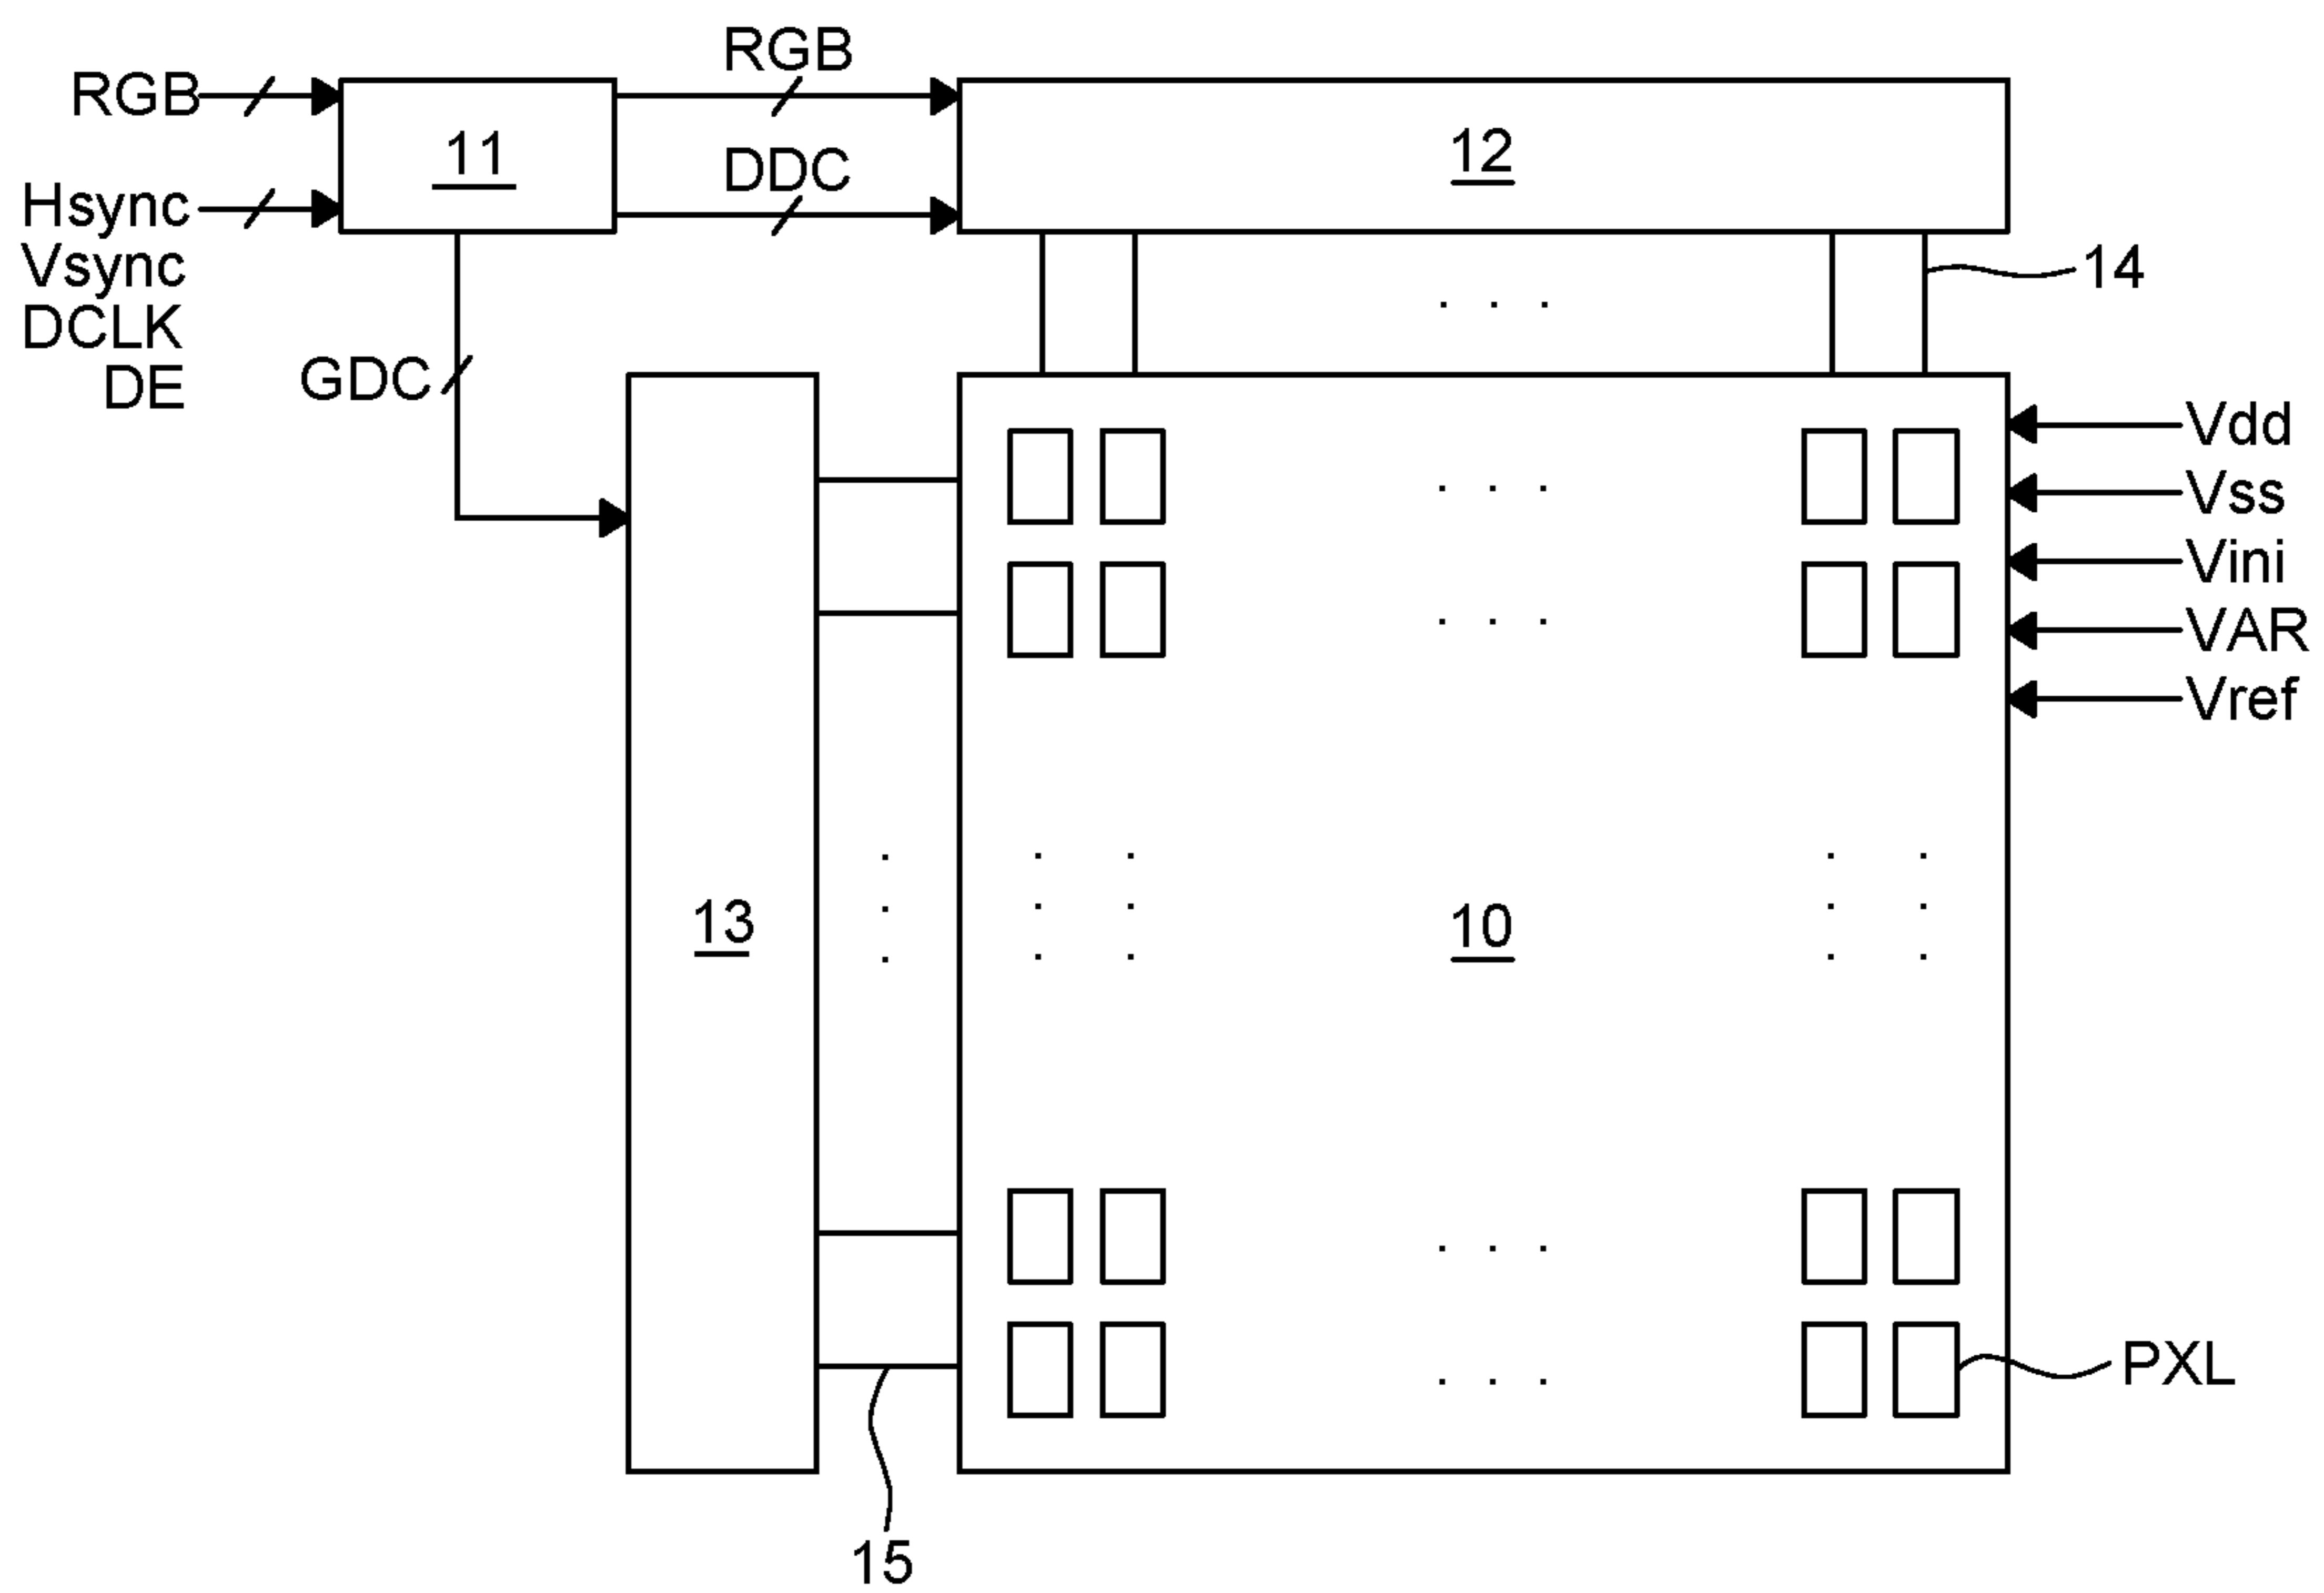 RGB
RGB
11
12
DDC
Hsync
Vsync
DCLK
DE
14
GDC
Vdd
Vss
Vini
VAR
Vref
13
10
PXL
15